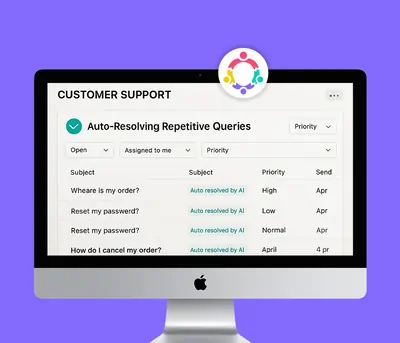 CUSTOMER SUPPORT
Auto-Resolving Repetitive Queries Priority
Open Assigned to me Priority
Subject Subject Priority Send
Wheare is my order? Auto resolved by AI High Apr
Reset my passwerd? Auto resolved by AI Low Apr
Reset my passwerd? Auto resolved by AI Normal Apr
How do I cancel my order? Auto resolved by AI April 4 pr